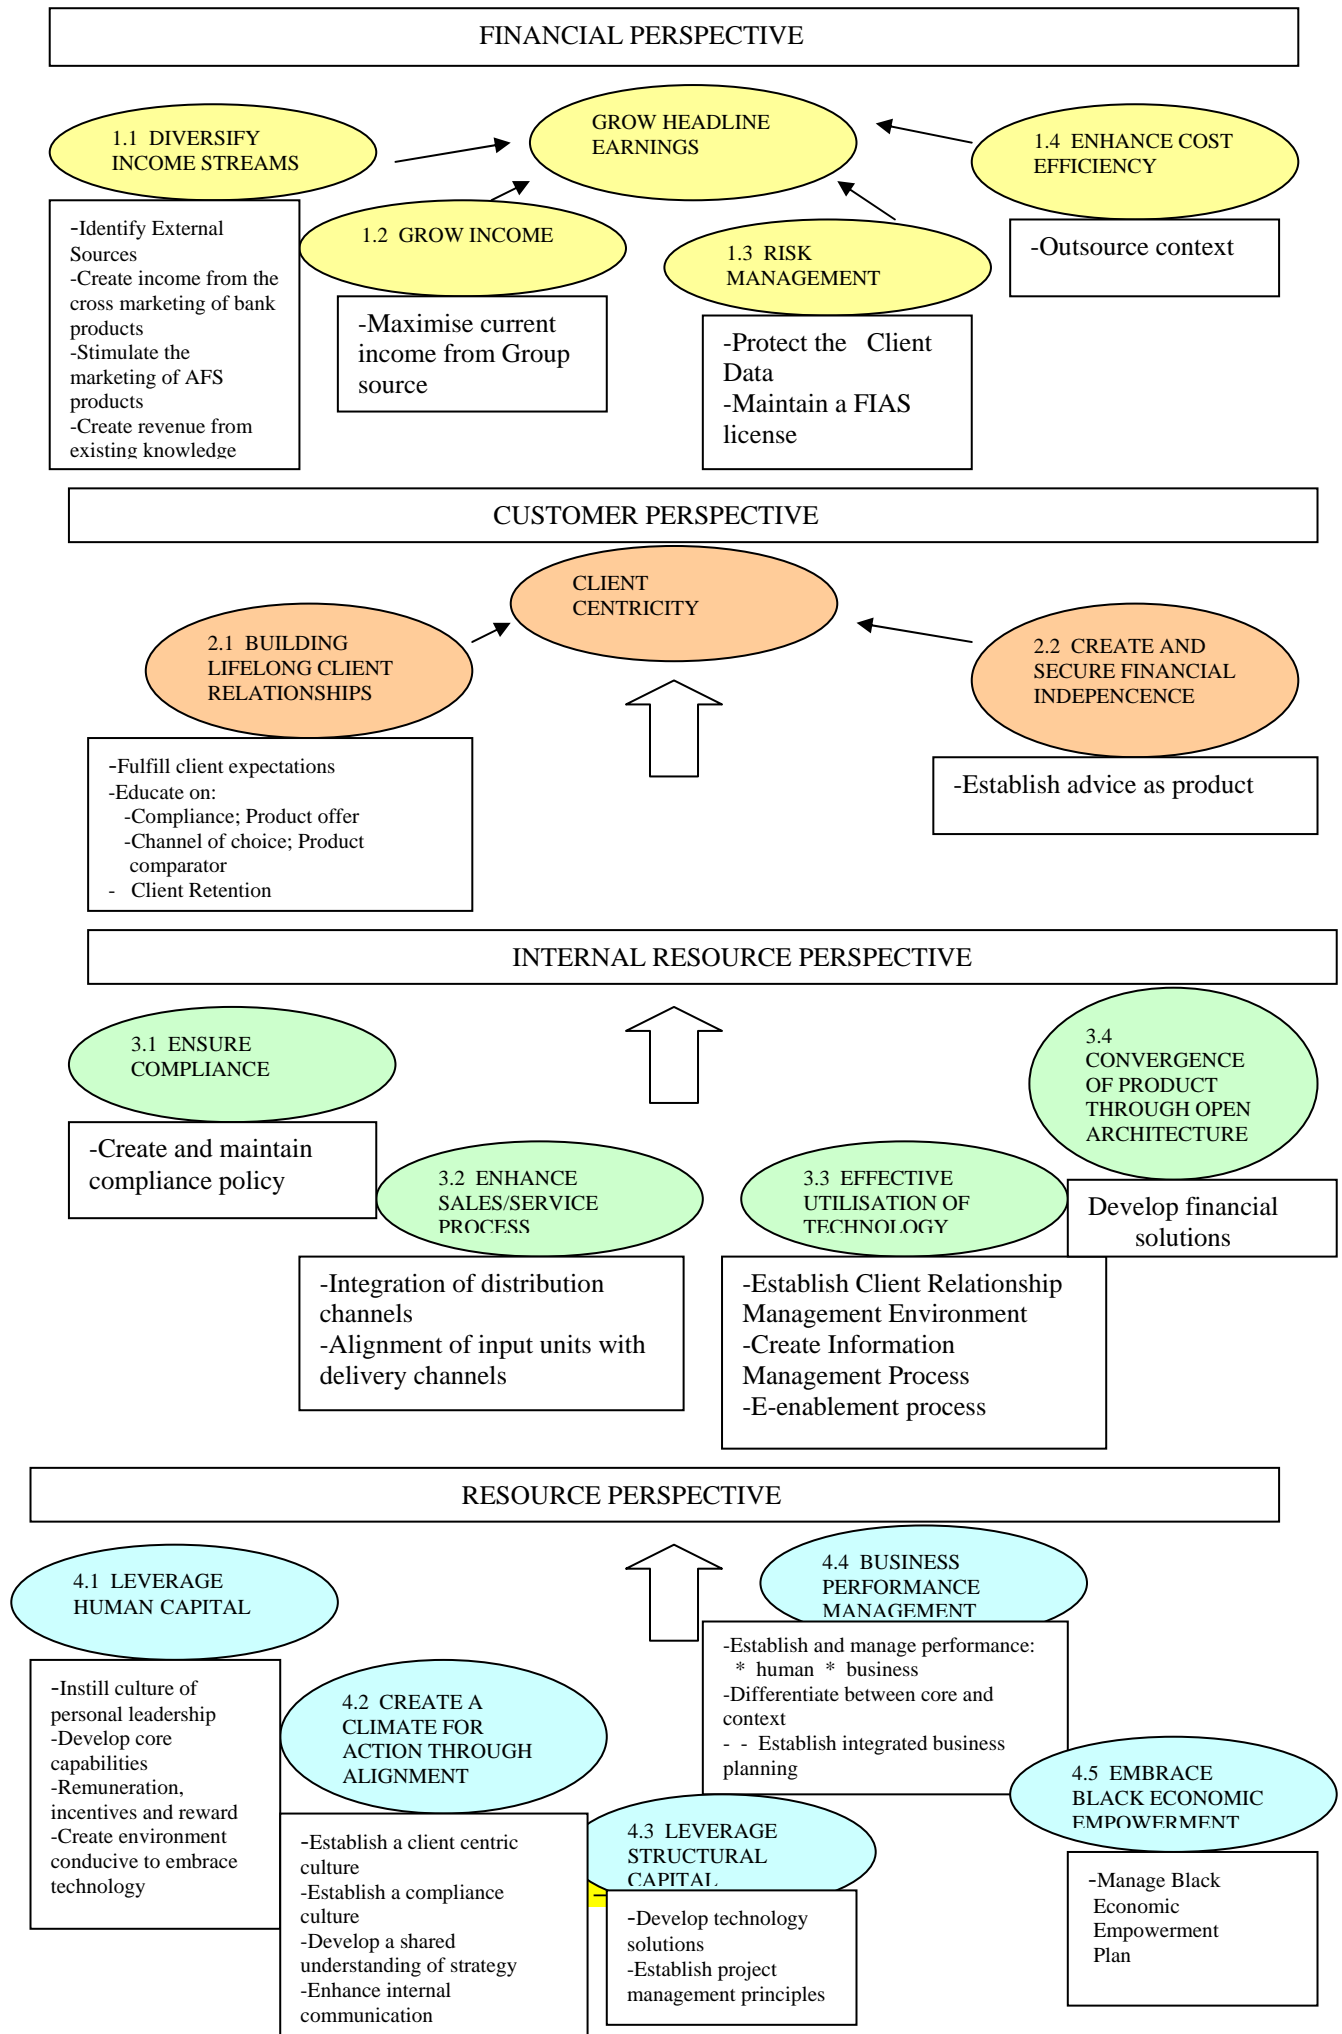 FINANCIAL PERSPECTIVE
GROW HEADLINE
EARNINGS
1.1 DIVERSIFY
INCOME STREAMS
1.4 ENHANCE COST
EFFICIENCY
-Identify External
Sources
-Create income from the
cross marketing of bank
products
-Stimulate the
marketing of AFS
products
-Create revenue from
existing knowledge
1.2 GROW INCOME
-Maximise current
income from Group
source
1.3 RISK
MANAGEMENT
-Protect the Client
Data
-Maintain a FIAS
license
-Outsource context
CUSTOMER PERSPECTIVE
CLIENT
CENTRICITY
2.1 BUILDING
LIFELONG CLIENT
RELATIONSHIPS
2.2 CREATE AND
SECURE FINANCIAL
INDEPENCENCE
-Fulfill client expectations
-Educate on:
-Compliance; Product offer
-Channel of choice; Product
comparator
- Client Retention
-Establish advice as product
INTERNAL RESOURCE PERSPECTIVE
3.1 ENSURE
COMPLIANCE
-Create and maintain
compliance policy
3.2 ENHANCE
SALES/SERVICE
PROCESS
-Integration of distribution
channels
-Alignment of input units with
delivery channels
3.3 EFFECTIVE
UTILISATION OF
TECHNOLOGY
-Establish Client Relationship
Management Environment
-Create Information
Management Process
-E-enablement process
3.4
CONVERGENCE
OF PRODUCT
THROUGH OPEN
ARCHITECTURE
Develop financial
solutions
RESOURCE PERSPECTIVE
4.1 LEVERAGE
HUMAN CAPITAL
-Instill culture of
personal leadership
-Develop core
capabilities
-Remuneration,
incentives and reward
-Create environment
conducive to embrace
technology
4.2 CREATE A
CLIMATE FOR
ACTION THROUGH
ALIGNMENT
-Establish a client centric
culture
-Establish a compliance
culture
-Develop a shared
understanding of strategy
-Enhance internal
communication
4.3 LEVERAGE
STRUCTURAL
CAPITAL
-Develop technology
solutions
-Establish project
management principles
4.4 BUSINESS
PERFORMANCE
MANAGEMENT
-Establish and manage performance:
* human * business
-Differentiate between core and
context
- - Establish integrated business
planning
4.5 EMBRACE
BLACK ECONOMIC
EMPOWERMENT
-Manage Black
Economic
Empowerment
Plan